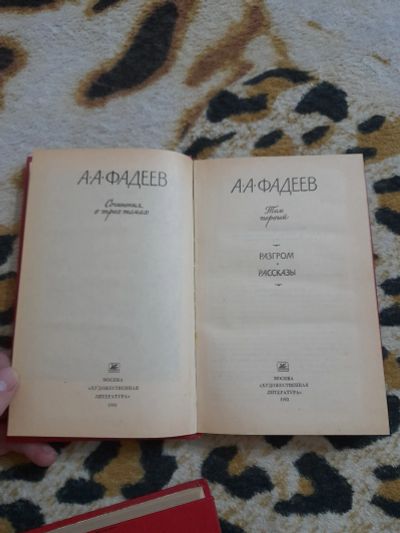 А·А·ФАДЕЕВ
Сочинения
в трех томах
МОСКВА
«ХУДОЖЕСТВЕННАЯ
ЛИТЕРАТУРА»
А·А·ФАДЕЕВ
Том
первый
РАЗГРОМ
РАССКАЗЫ
МОСКВА
«ХУДОЖЕСТВЕННАЯ
ЛИТЕРАТУРА»